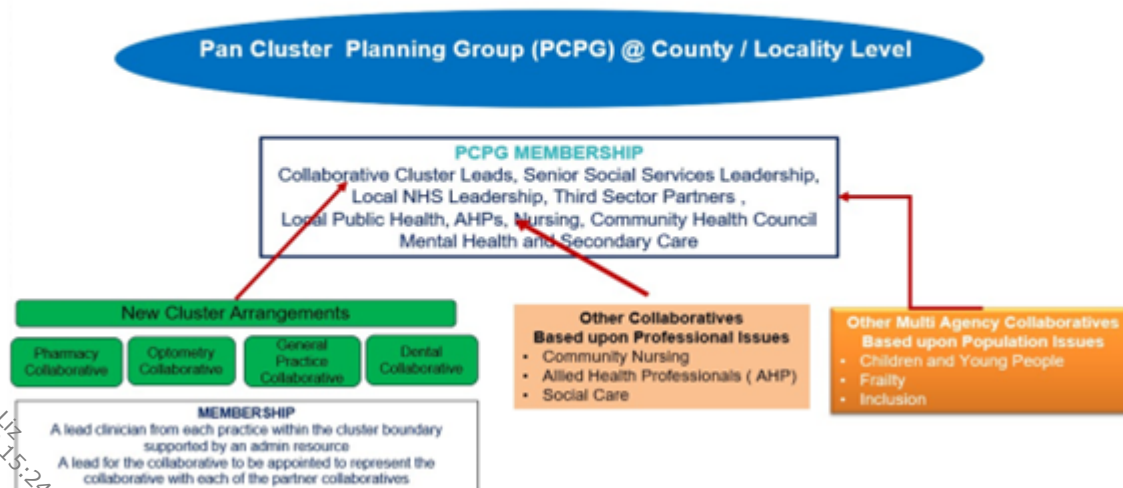 Pan Cluster Planning Group (PCPG) @ County / Locality Level
PCPG MEMBERSHIP
Collaborative Cluster Leads, Senior Social Services Leadership,
Local NHS Leadership, Third Sector Partners ,
Local Public Health, AHPs, Nursing, Community Health Council
Mental Health and Secondary Care
New Cluster Arrangements
Pharmacy
Collaborative
Optometry
Collaborative
General
Practice
Collaborative
Dental
Collaborative
MEMBERSHIP
A lead clinician from each practice within the cluster boundary
supported by an admin resource
A lead for the collaborative to be appointed to represent the
collaborative with each of the partner collaboratives
Other Collaboratives
Based upon Professional Issues
• Community Nursing
• Allied Health Professionals ( AHP)
• Social Care
Other Multi Agency Collaboratives
Based upon Population Issues
• Children and Young People
• Frailty
• Inclusion
Liz
15:24